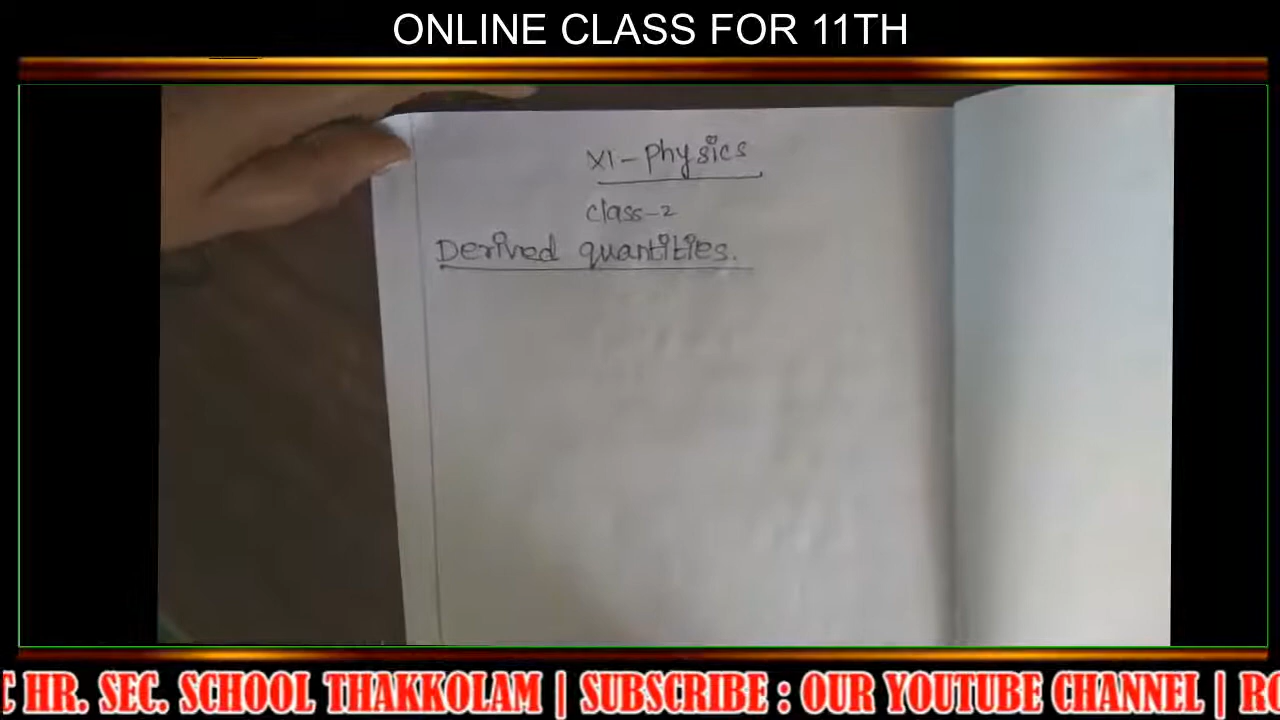 ONLINE CLASS FOR 11TH
XI - Physics
Class-2
Derived quantities.
HR. SEC. SCHOOL THAKKOLAM | SUBSCRIBE : OUR YOUTUBE CHANNEL |